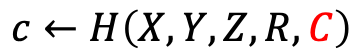 c ← H(X, Y, Z, R, C)